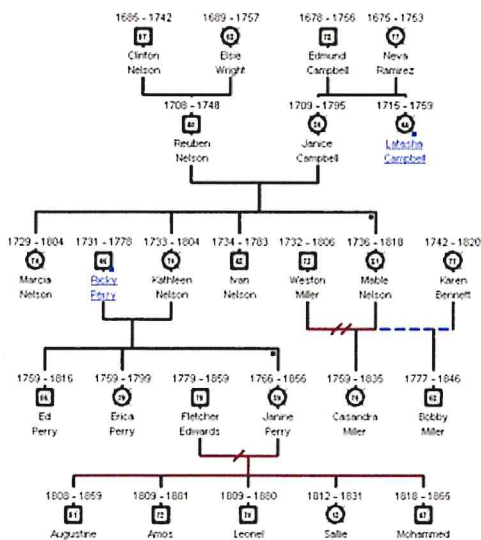 1685 - 1742 1689 - 1757 1678 - 1756 1675 - 1753
Clinton Elsie Edmund Neva
Nelson Wright Campbell Ramirez
1708 - 1748 1709 - 1795 1715 - 1759
Reuben Janice Latasha
Nelson Campbell Campbell
1729 - 1804 1731 - 1778 1733 - 1804 1734 - 1783 1732 - 1806 1736 - 1818 1742 - 1820
Marcia Ricky Kathleen Ivan Weston Mable Karen
Nelson Perry Nelson Nelson Miller Nelson Bennett
1759 - 1816 1759 - 1799 1779 - 1859 1766 - 1856 1759 - 1835 1777 - 1846
Ed Erica Fletcher Janine Casandra Bobby
Perry Perry Edwards Perry Miller Miller
1808 - 1859 1809 - 1881 1809 - 1880 1812 - 1831 1818 - 1865
Augustine Amos Leonel Sallie Mohammed